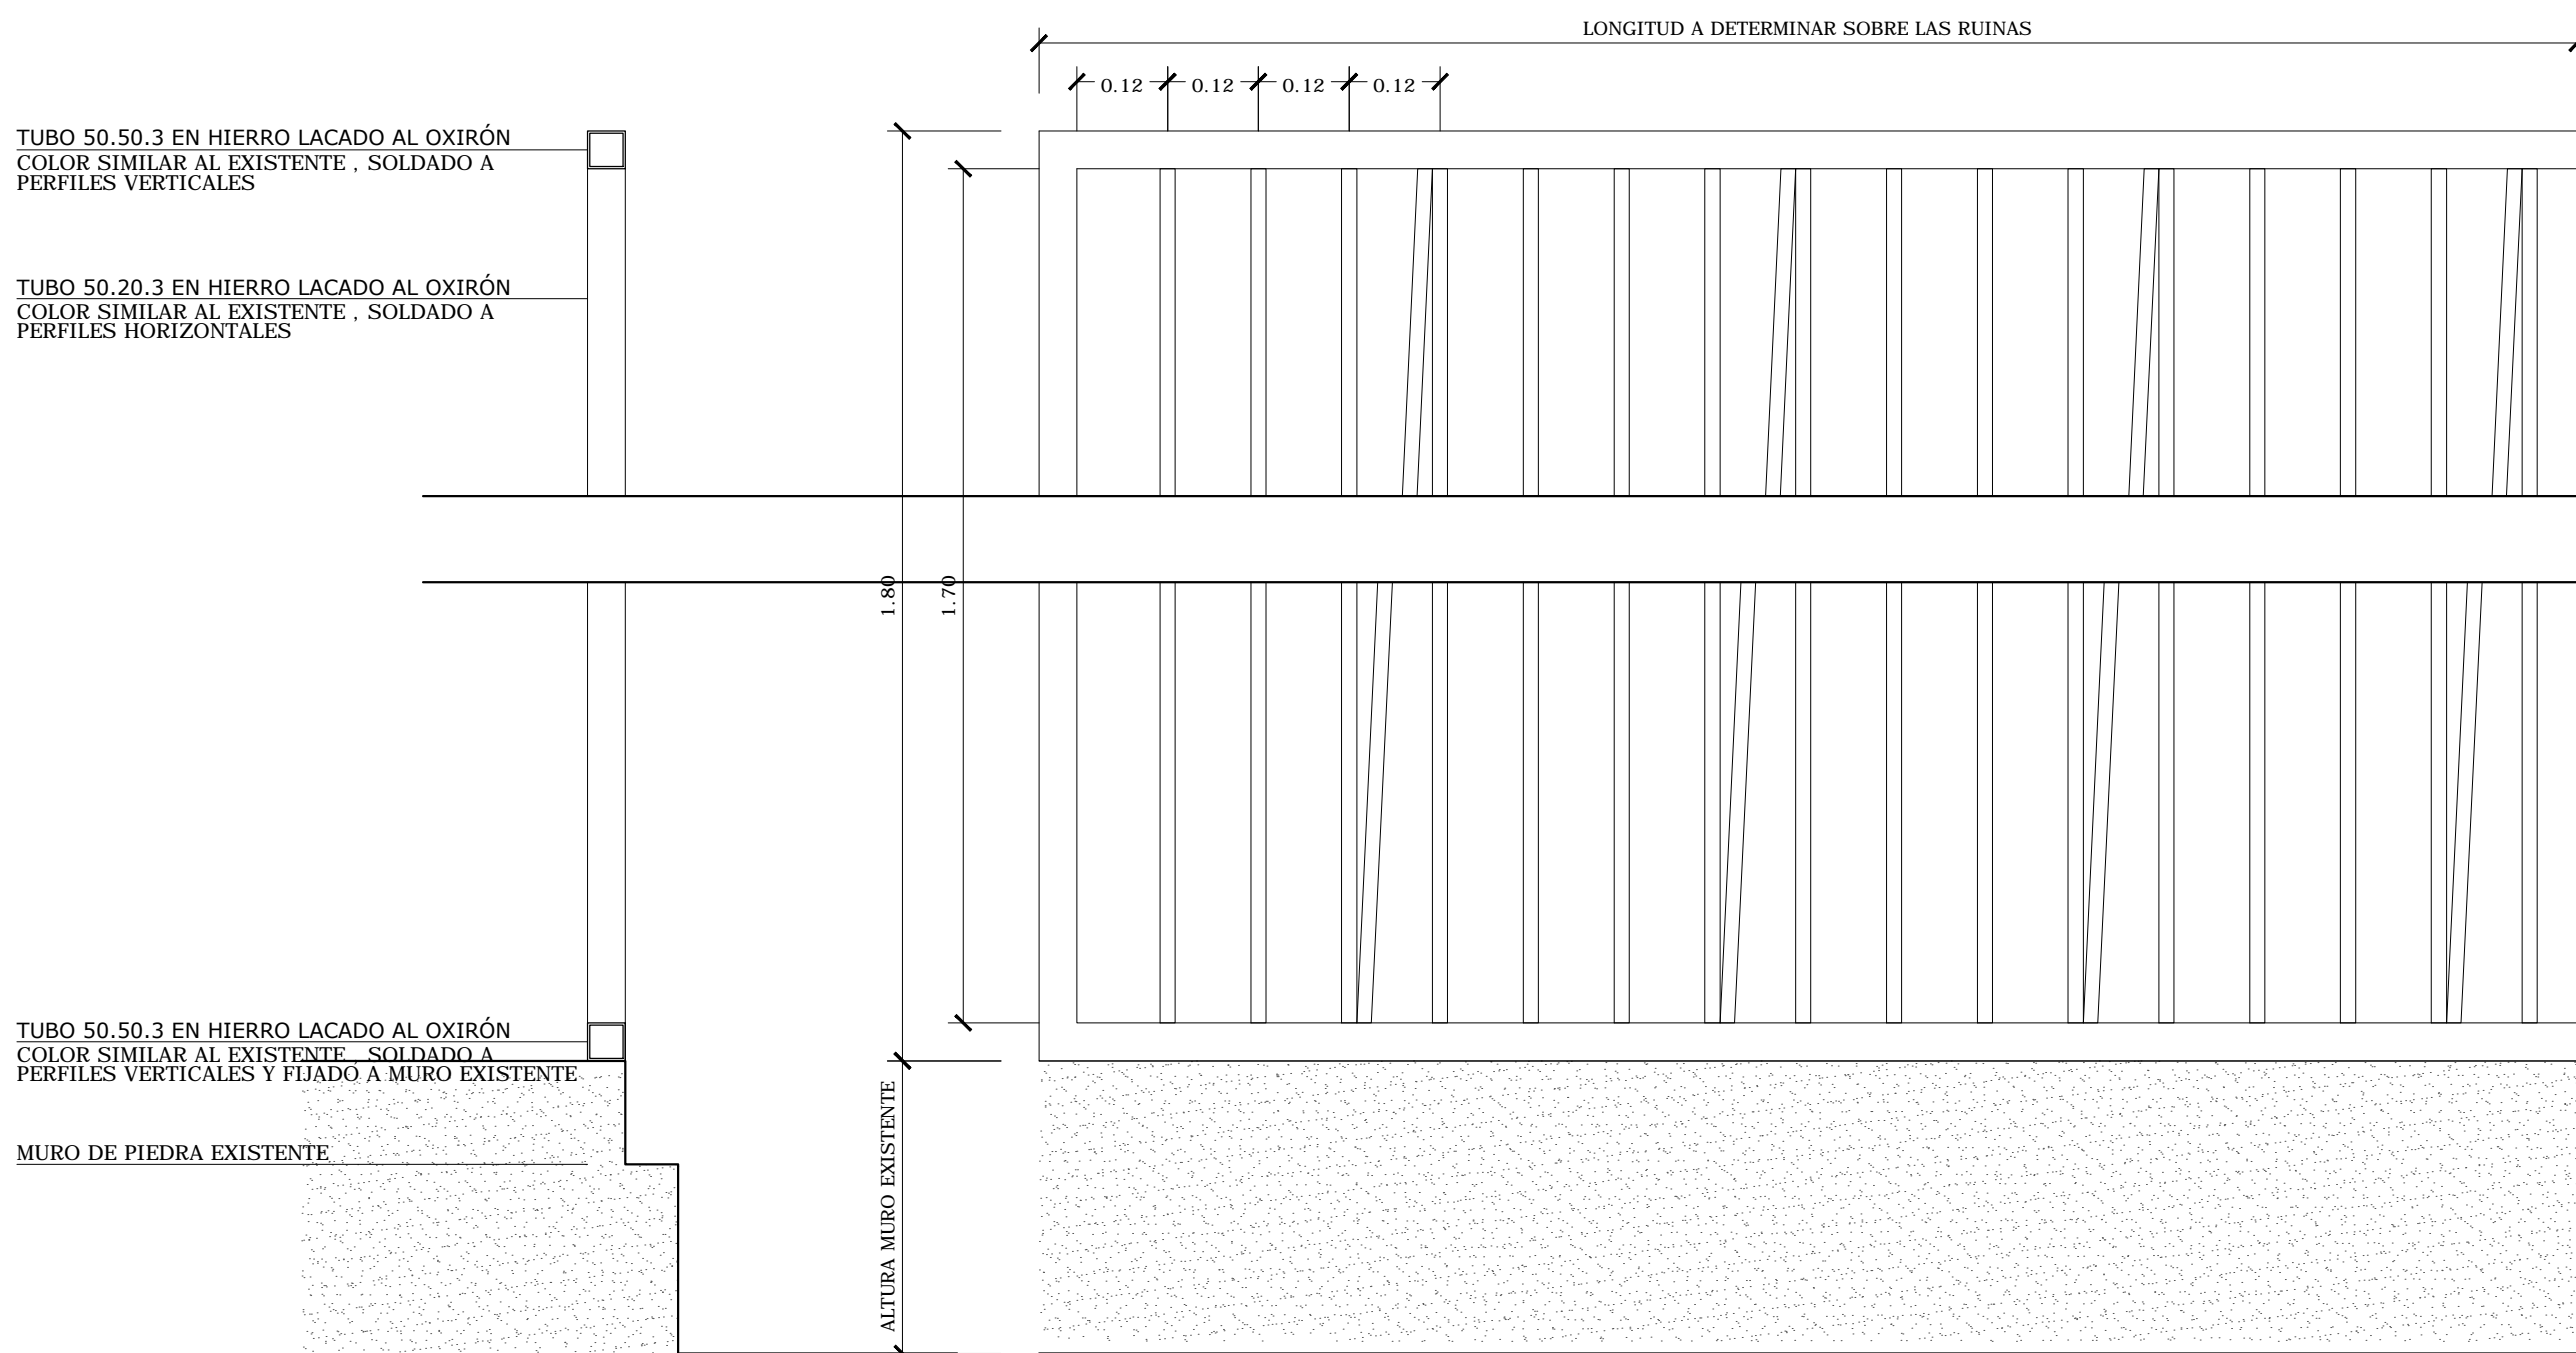 LONGITUD A DETERMINAR SOBRE LAS RUINAS
0.12 0.12 0.12 0.12
TUBO 50.50.3 EN HIERRO LACADO AL OXIRÓN
COLOR SIMILAR AL EXISTENTE , SOLDADO A
PERFILES VERTICALES
TUBO 50.20.3 EN HIERRO LACADO AL OXIRÓN
COLOR SIMILAR AL EXISTENTE , SOLDADO A
PERFILES HORIZONTALES
1.80
1.70
TUBO 50.50.3 EN HIERRO LACADO AL OXIRÓN
COLOR SIMILAR AL EXISTENTE , SOLDADO A
PERFILES VERTICALES Y FIJADO A MURO EXISTENTE
MURO DE PIEDRA EXISTENTE
ALTURA MURO EXISTENTE